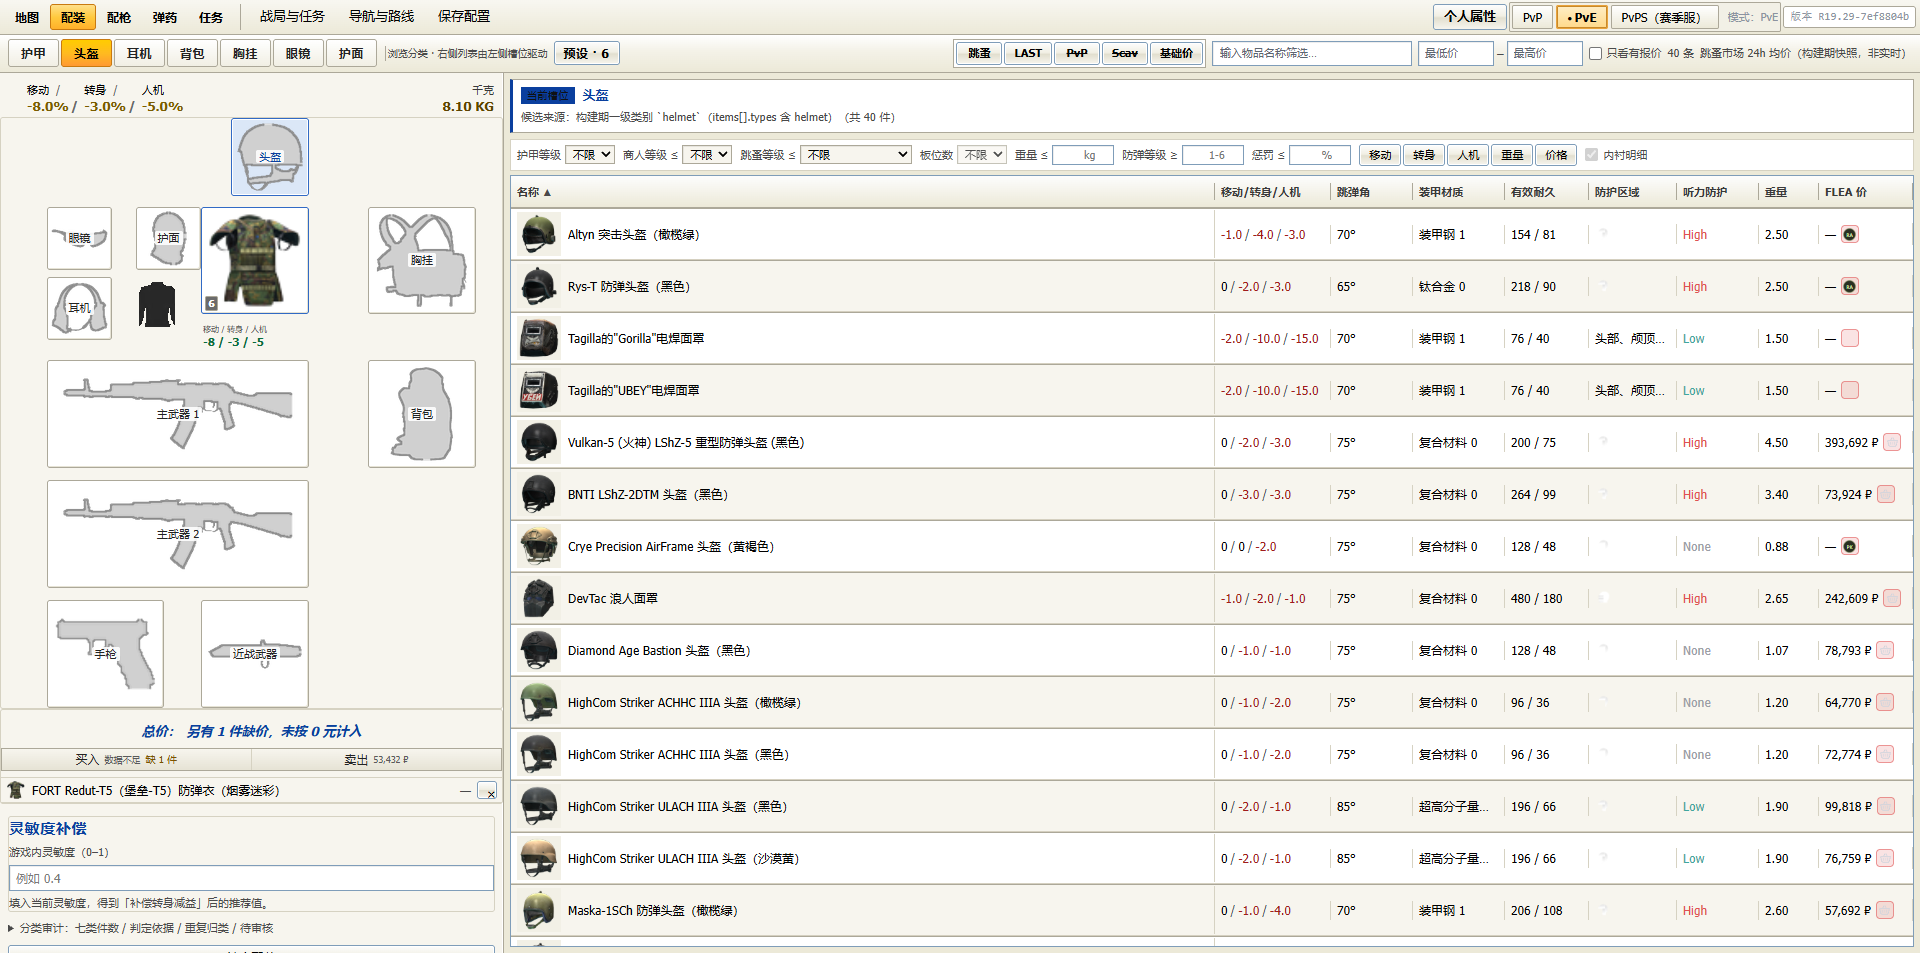 地图 配装 配枪 弹药 任务 战局与任务 导航与路线 保存配置 个人属性 PvP • PvE PvPS（赛季服） 模式：PvE 版本 R19.29-7ef8804b
护甲 头盔 耳机 背包 胸挂 眼镜 护面 浏览分类 · 右侧列表由左侧槽位驱动 预设 · 6 跳蚤 LAST PvP Scav 基础价 输入物品名称筛选... 最低价 – 最高价 只看有报价 40 条 跳蚤市场 24h 均价（构建期快照，非实时）
移动 / 转身 / 人机 千克
-8.0% / -3.0% / -5.0% 8.10 KG
头盔
眼镜 护面 6 胸挂
耳机
移动 / 转身 / 人机
-8 / -3 / -5
主武器 1 背包
主武器 2
手枪 近战武器
总价： 另有 1 件缺价，未按 0 元计入
买入 数据不足 缺 1 件 卖出 53,432 ₽
FORT Redut-T5（堡垒-T5）防弹衣（烟雾迷彩） — ×
灵敏度补偿
游戏内灵敏度（0–1）
例如 0.4
填入当前灵敏度，得到「补偿转身减益」后的推荐值。
▶ 分类审计：七类件数 / 判定依据 / 重复归类 / 待审核
当前槽位 头盔
候选来源：构建期一级类别 `helmet`（items[].types 含 helmet）（共 40 件）
护甲等级 不限 商人等级 ≤ 不限 跳蚤等级 ≤ 不限 板位数 不限 重量 ≤ kg 防弹等级 ≥ 1-6 惩罚 ≤ % 移动 转身 人机 重量 价格 内衬明细
名称 ▲ 移动/转身/人机 跳弹角 装甲材质 有效耐久 防护区域 听力防护 重量 FLEA 价
Altyn 突击头盔（橄榄绿） -1.0 / -4.0 / -3.0 70° 装甲钢 1 154 / 81 High 2.50 —
Rys-T 防弹头盔（黑色） 0 / -2.0 / -3.0 65° 钛合金 0 218 / 90 High 2.50 —
Tagilla的"Gorilla"电焊面罩 -2.0 / -10.0 / -15.0 70° 装甲钢 1 76 / 40 头部、颅顶... Low 1.50 —
Tagilla的"UBEY"电焊面罩 -2.0 / -10.0 / -15.0 70° 装甲钢 1 76 / 40 头部、颅顶... Low 1.50 —
Vulkan-5 (火神) LShZ-5 重型防弹头盔 (黑色) 0 / -2.0 / -3.0 75° 复合材料 0 200 / 75 High 4.50 393,692 ₽
BNTI LShZ-2DTM 头盔（黑色） 0 / -3.0 / -3.0 75° 复合材料 0 264 / 99 High 3.40 73,924 ₽
Crye Precision AirFrame 头盔（黄褐色） 0 / 0 / -2.0 75° 复合材料 0 128 / 48 None 0.88 —
DevTac 浪人面罩 -1.0 / -2.0 / -1.0 75° 复合材料 0 480 / 180 High 2.65 242,609 ₽
Diamond Age Bastion 头盔（黑色） 0 / -1.0 / -1.0 75° 复合材料 0 128 / 48 None 1.07 78,793 ₽
HighCom Striker ACHHC IIIA 头盔（橄榄绿） 0 / -1.0 / -2.0 75° 复合材料 0 96 / 36 None 1.20 64,770 ₽
HighCom Striker ACHHC IIIA 头盔（黑色） 0 / -1.0 / -2.0 75° 复合材料 0 96 / 36 None 1.20 72,774 ₽
HighCom Striker ULACH IIIA 头盔（黑色） 0 / -2.0 / -1.0 85° 超高分子量... 196 / 66 Low 1.90 99,818 ₽
HighCom Striker ULACH IIIA 头盔（沙漠黄） 0 / -2.0 / -1.0 85° 超高分子量... 196 / 66 Low 1.90 76,759 ₽
Maska-1SCh 防弹头盔（橄榄绿） 0 / -1.0 / -4.0 70° 装甲钢 1 206 / 108 High 2.60 57,692 ₽